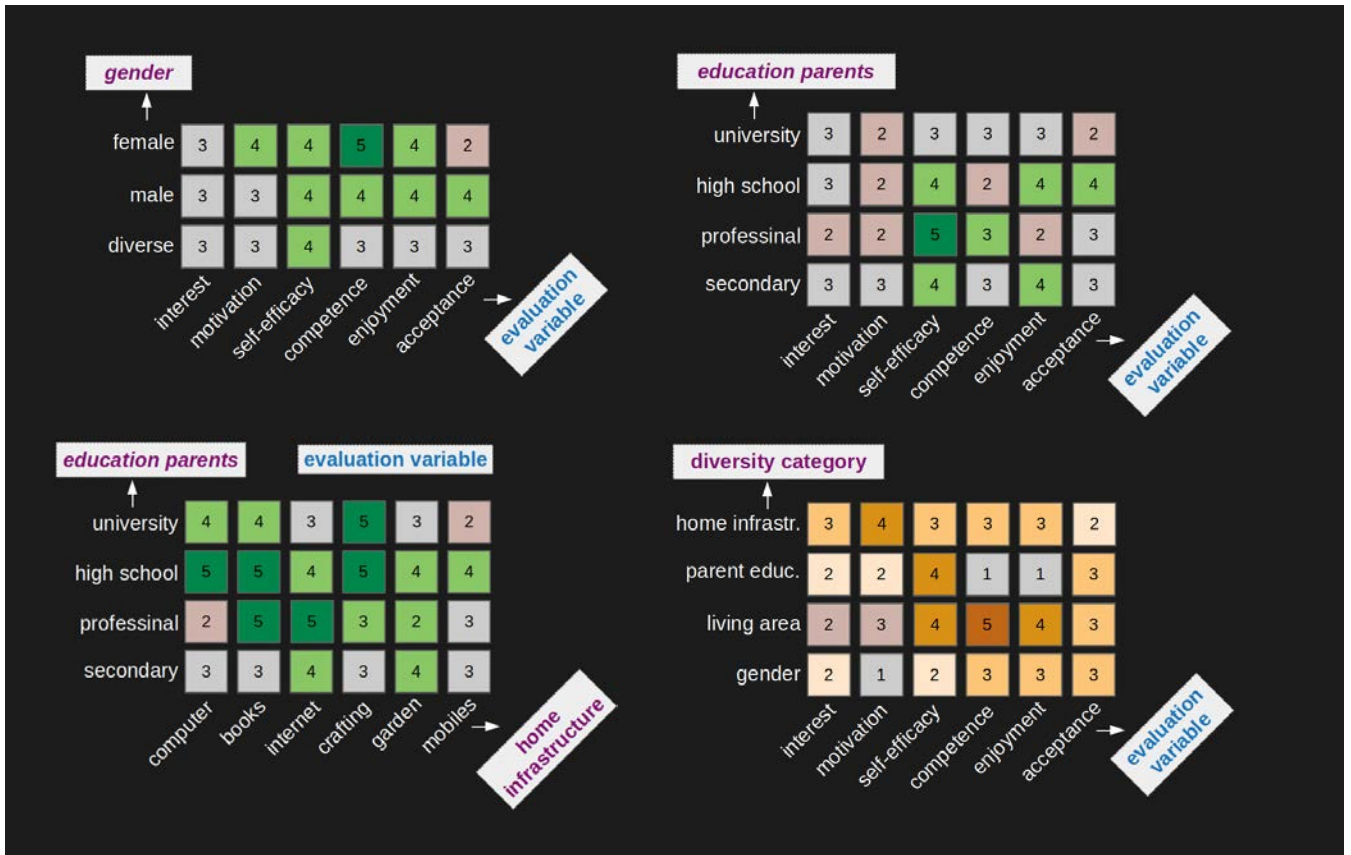 gender
female 3 4 4 5 4 2
male 3 3 4 4 4 4
diverse 3 3 4 3 3 3
interest motivation self-efficacy competence enjoyment acceptance
evaluation
variable
education parents
university 3 2 3 3 3 2
high school 3 2 4 2 4 4
professinal 2 2 5 3 2 3
secondary 3 3 4 3 4 3
interest motivation self-efficacy competence enjoyment acceptance
evaluation
variable
education parents
evaluation variable
university 4 4 3 5 3 2
high school 5 5 4 5 4 4
professinal 2 5 5 3 2 3
secondary 3 3 4 3 4 3
computer books internet crafting garden mobiles
home
infrastructure
diversity category
home infrastr. 3 4 3 3 3 2
parent educ. 2 2 4 1 1 3
living area 2 3 4 5 4 3
gender 2 1 2 3 3 3
interest motivation self-efficacy competence enjoyment acceptance
evaluation
variable